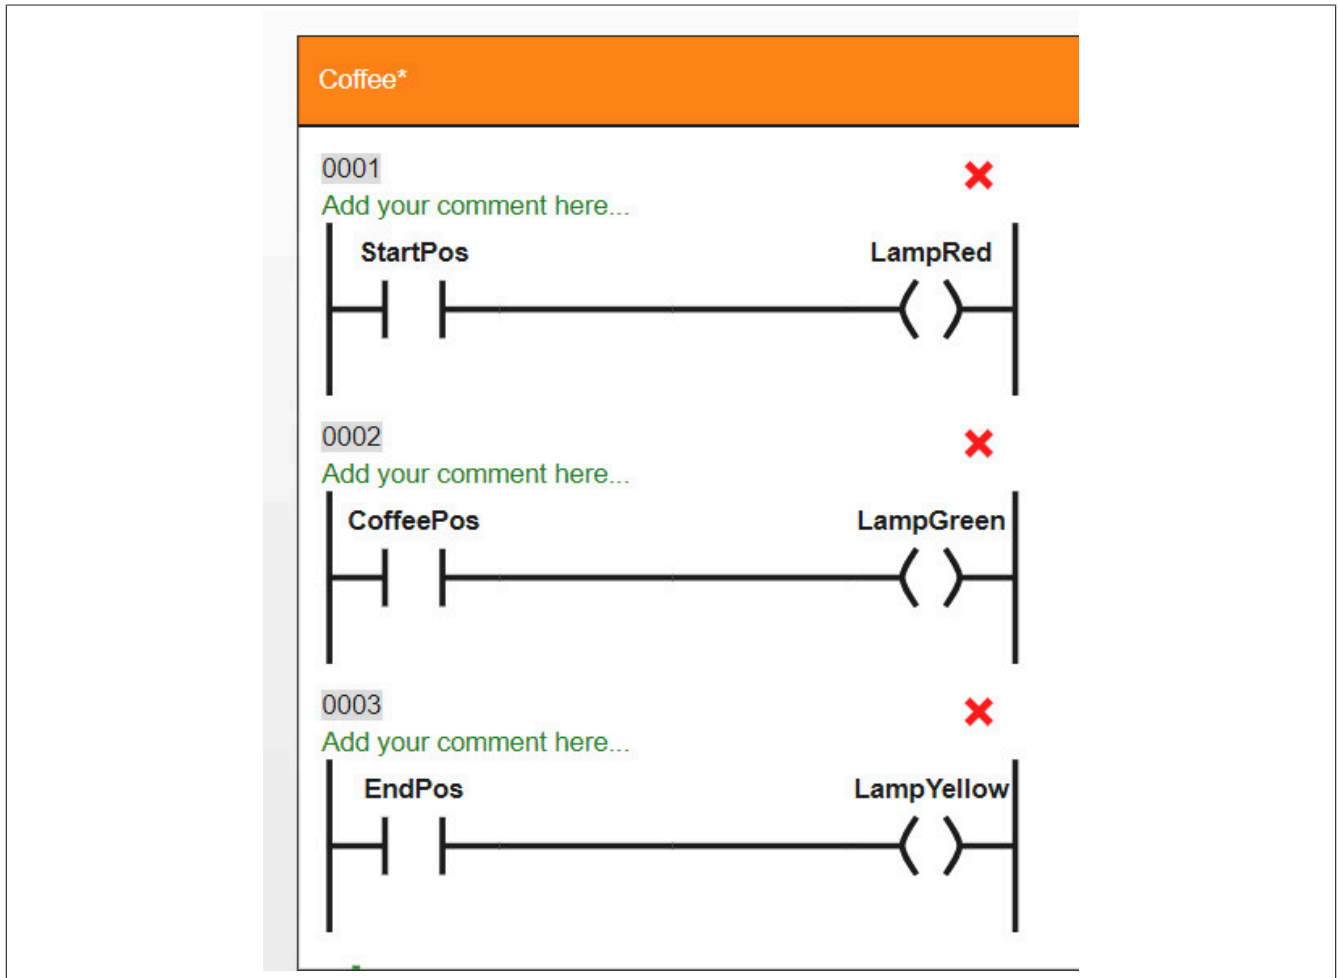 Coffee*
0001
Add your comment here...
StartPos LampRed
0002
Add your comment here...
CoffeePos LampGreen
0003
Add your comment here...
EndPos LampYellow